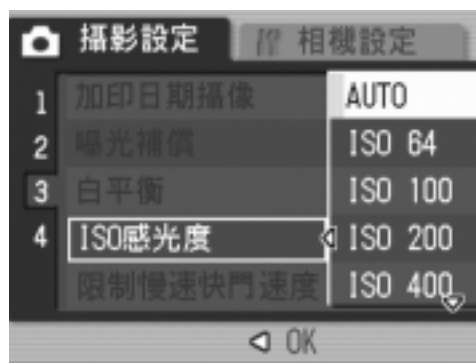 攝影設定 相機設定
1 加印日期攝像 AUTO
2 曝光補償 ISO 64
3 白平衡 ISO 100
4 ISO感光度 ISO 200
限制慢速快門速度 ISO 400
OK